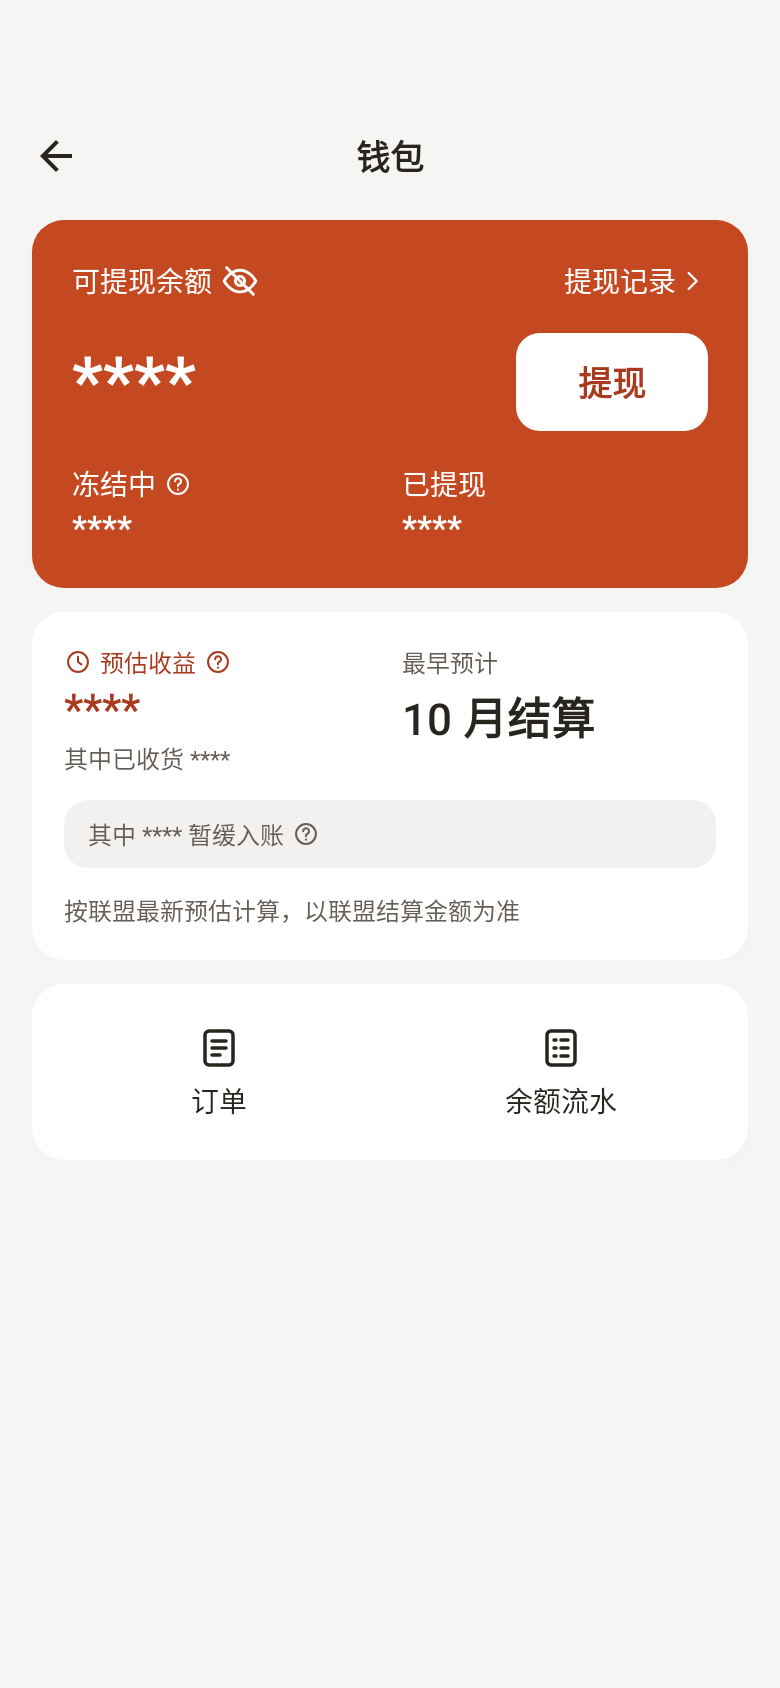 钱包
可提现余额
提现记录
****
提现
冻结中
已提现
****
****
预估收益
最早预计
****
10 月结算
其中已收货 ****
其中 **** 暂缓入账
按联盟最新预估计算，以联盟结算金额为准
订单
余额流水